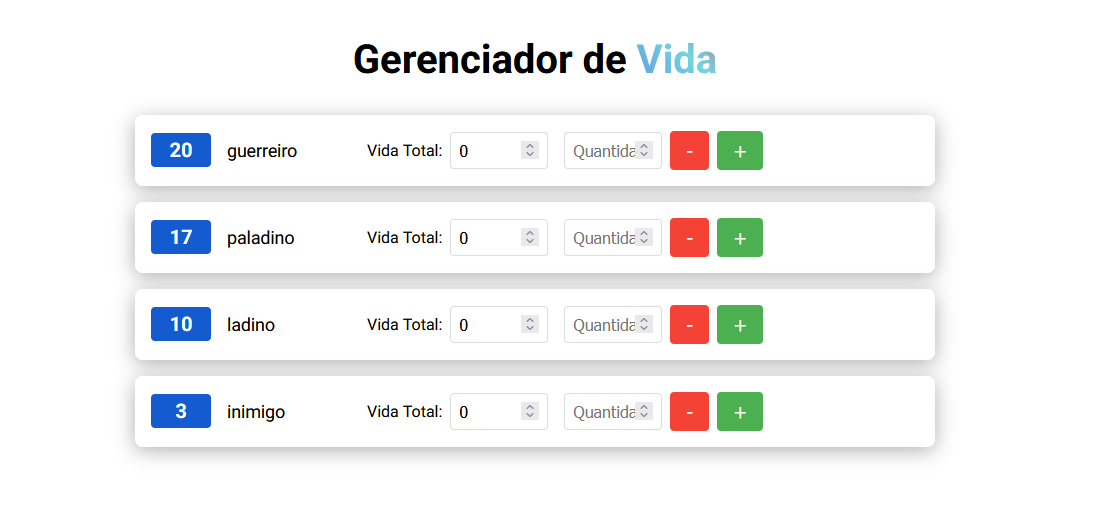 Gerenciador de Vida
20 guerreiro Vida Total: 0 Quantida - +
17 paladino Vida Total: 0 Quantida - +
10 ladino Vida Total: 0 Quantida - +
3 inimigo Vida Total: 0 Quantida - +